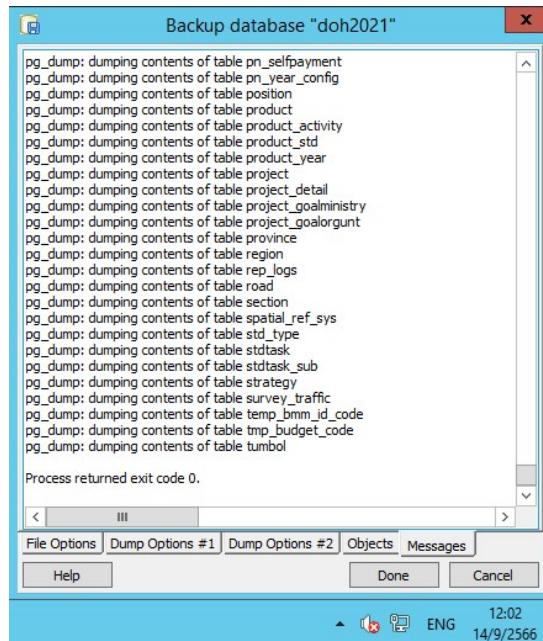 Backup database "doh2021"
x
pg_dump: dumping contents of table pn_selfpayment
pg_dump: dumping contents of table pn_year_config
pg_dump: dumping contents of table position
pg_dump: dumping contents of table product
pg_dump: dumping contents of table product_activity
pg_dump: dumping contents of table product_std
pg_dump: dumping contents of table product_year
pg_dump: dumping contents of table project
pg_dump: dumping contents of table project_detail
pg_dump: dumping contents of table project_goalministry
pg_dump: dumping contents of table project_goalorgunt
pg_dump: dumping contents of table province
pg_dump: dumping contents of table region
pg_dump: dumping contents of table rep_logs
pg_dump: dumping contents of table road
pg_dump: dumping contents of table section
pg_dump: dumping contents of table spatial_ref_sys
pg_dump: dumping contents of table std_type
pg_dump: dumping contents of table stdtask
pg_dump: dumping contents of table stdtask_sub
pg_dump: dumping contents of table strategy
pg_dump: dumping contents of table survey_traffic
pg_dump: dumping contents of table temp_bmm_id_code
pg_dump: dumping contents of table tmp_budget_code
pg_dump: dumping contents of table tumbol
Process returned exit code 0.
File Options Dump Options #1 Dump Options #2 Objects Messages
Help Done Cancel
ENG 12:02
14/9/2566